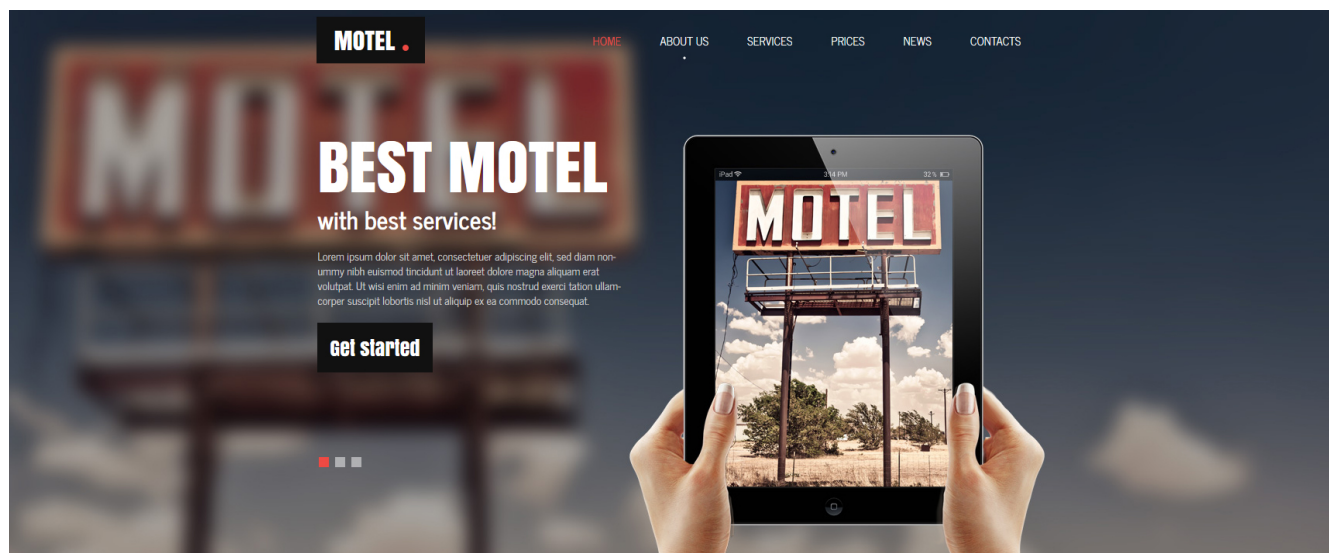 MOTEL .
HOME ABOUT US SERVICES PRICES NEWS CONTACTS
MOTEL
BEST MOTEL
with best services!
Lorem ipsum dolor sit amet, consectetuer adipiscing elit, sed diam non-
ummy nibh euismod tincidunt ut laoreet dolore magna aliquam erat
volutpat. Ut wisi enim ad minim veniam, quis nostrud exerci tation ullam-
corper suscipit lobortis nisl ut aliquip ex ea commodo consequat.
Get started
iPad 3:14 PM 32%
MOTEL